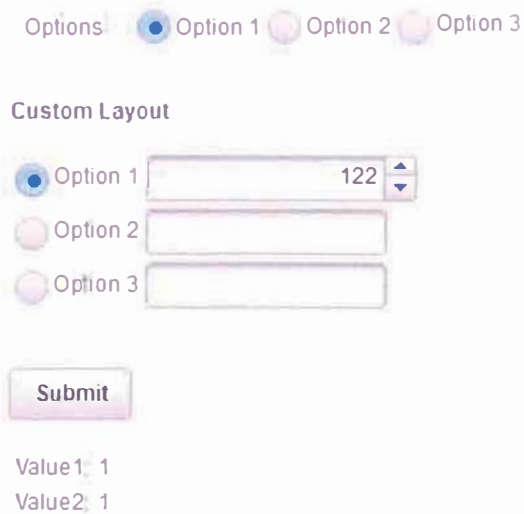 Options Option 1 Option 2 Option 3
Custom Layout
Option 1 122
Option 2
Option 3
Submit
Value1: 1
Value2: 1